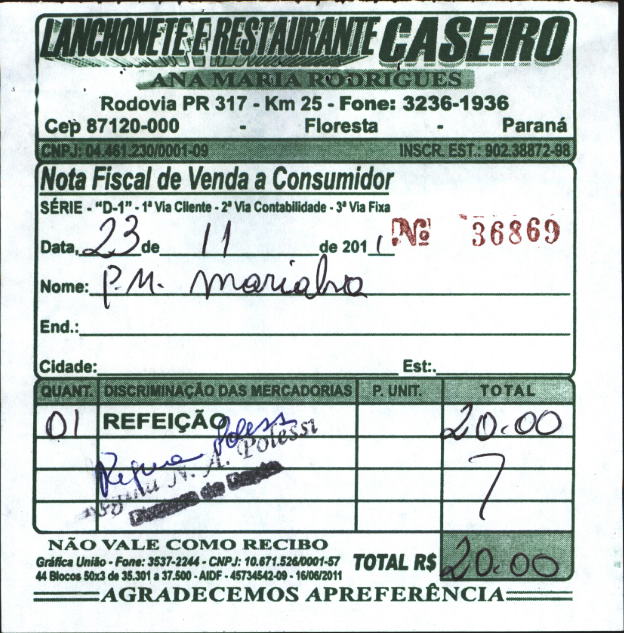 LANCHONETE E RESTAURANTE CASEIRO
ANA MARIA RODRIGUES
Rodovia PR 317 - Km 25 - Fone: 3236-1936
Cep 87120-000 - Floresta - Paraná
CNPJ: 04.461.230/0001-09 INSCR. EST.: 902.38872-98
Nota Fiscal de Venda a Consumidor
SÉRIE - "D-1" - 1ª Via Cliente - 2ª Via Contabilidade - 3ª Via Fixa
Data, 23 de 11 de 2011 Nº 36869
Nome: P.M. Marialva
End.:
Cidade: Est:.
QUANT. DISCRIMINAÇÃO DAS MERCADORIAS P. UNIT. TOTAL
01 REFEIÇÃO 20.00
Regina N. A. Polessi
NÃO VALE COMO RECIBO
Gráfica União - Fone: 3537-2244 - CNPJ: 10.671.526/0001-57
44 Blocos 50x3 de 35.301 a 37.500 - AIDF - 45734542-09 - 16/06/2011
TOTAL R$ 20.00
AGRADECEMOS APREFERÊNCIA